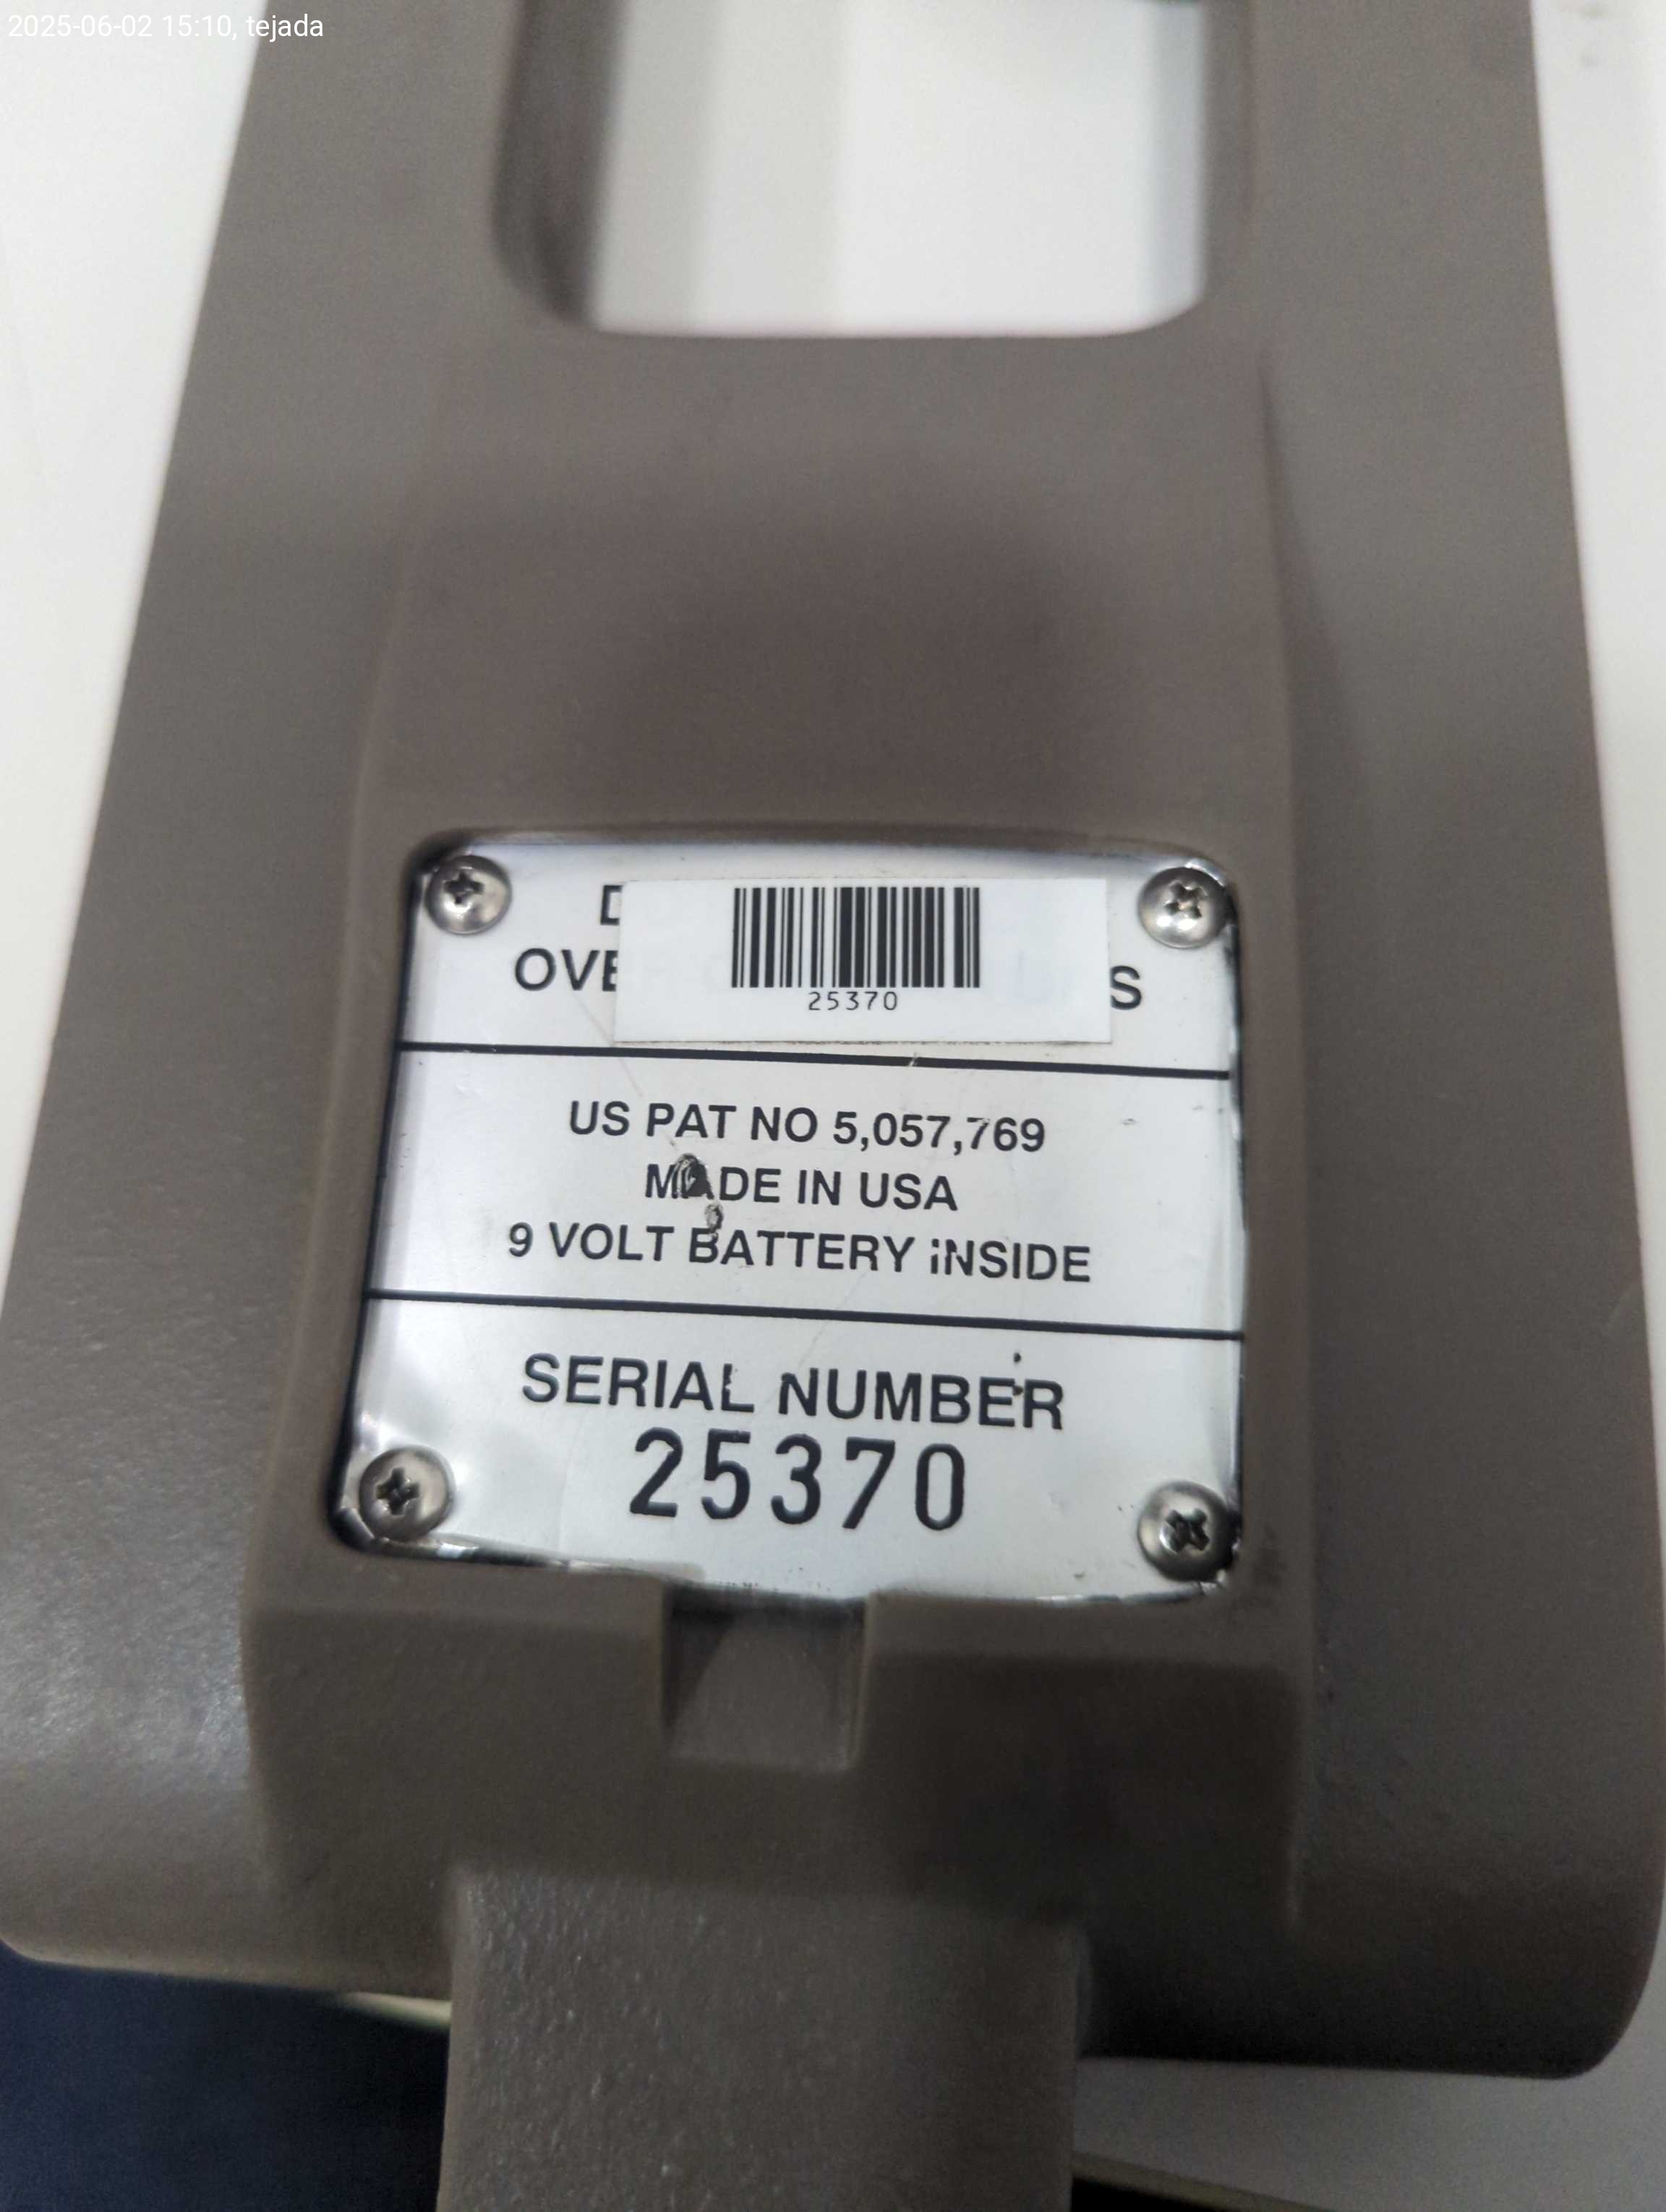 2025-06-02 15:10, tejada
25370
US PAT NO 5,057,769
MADE IN USA
9 VOLT BATTERY INSIDE
SERIAL NUMBER
25370